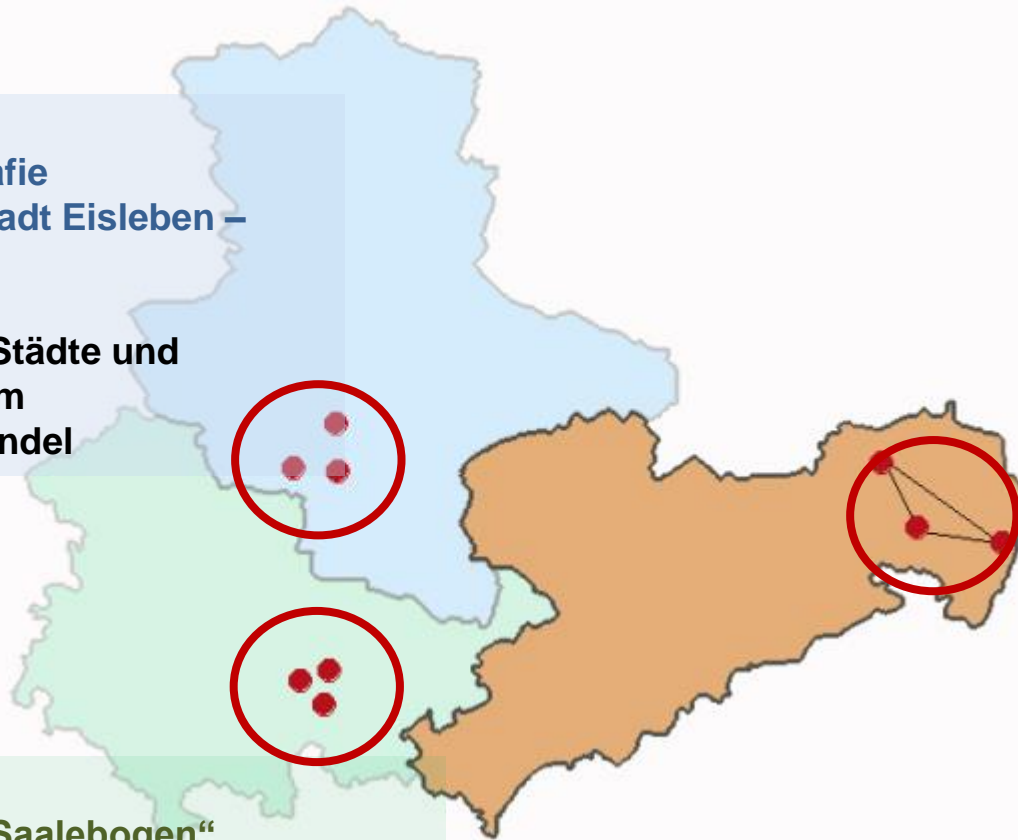 afie
adt Eisleben –
Städte und
m
ndel
Saalebogen“